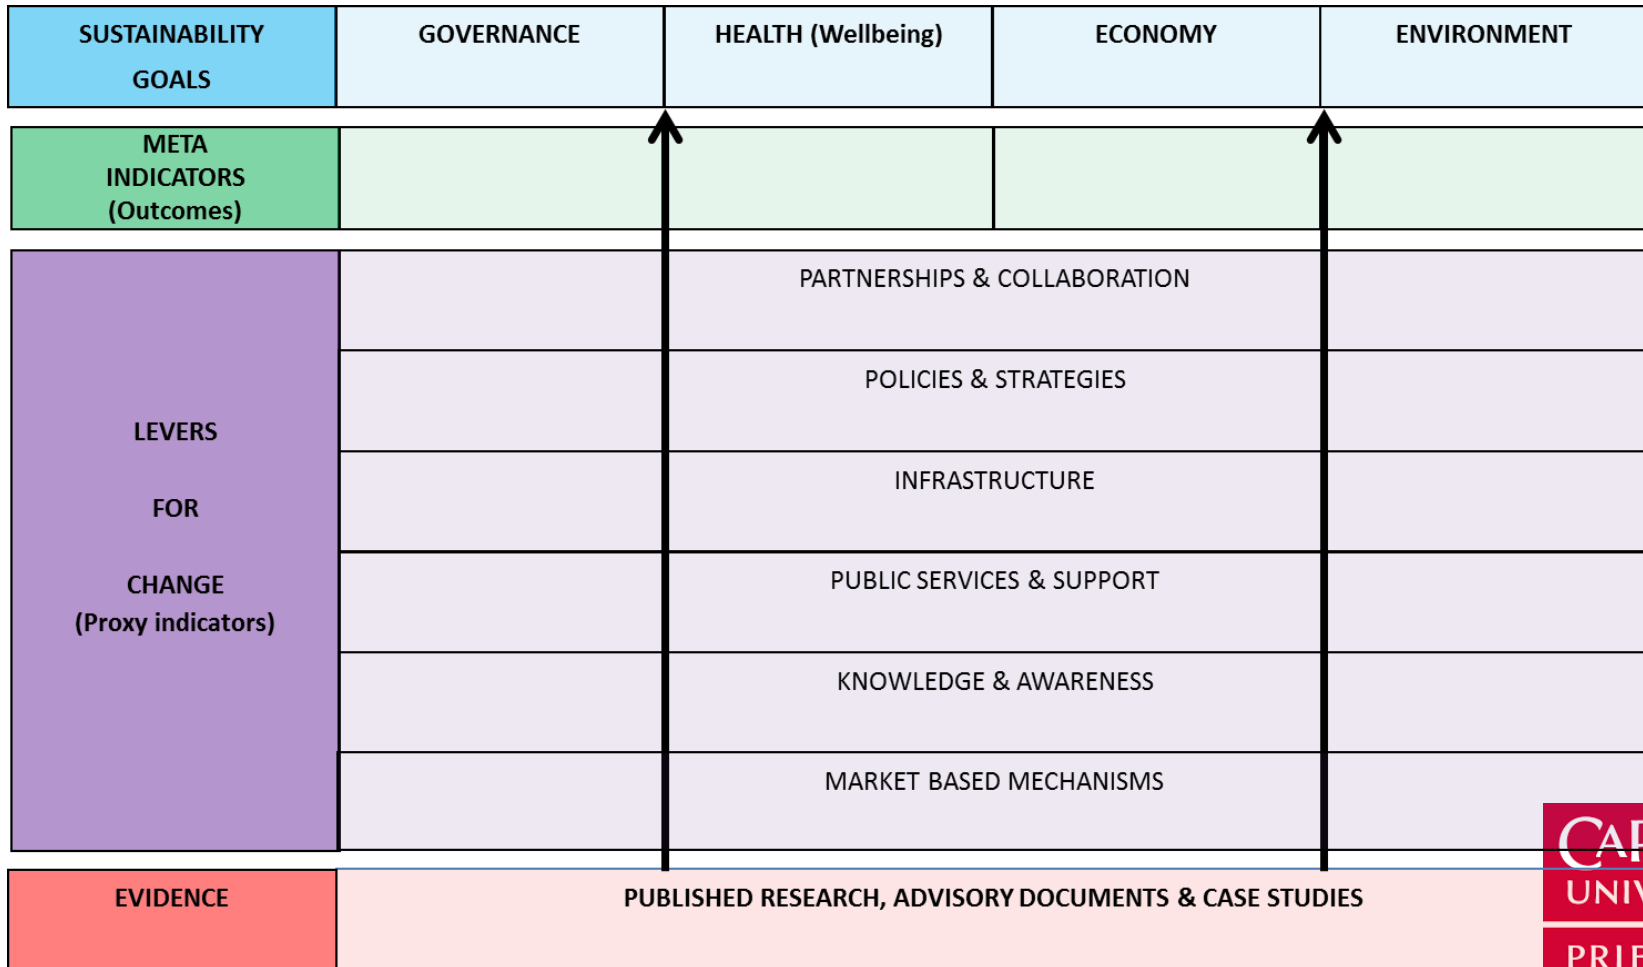 SUSTAINABILITY
GOALS
GOVERNANCE
HEALTH (Wellbeing)
ECONOMY
ENVIRONMENT
META
INDICATORS
(Outcomes)
LEVERS
FOR
CHANGE
(Proxy indicators)
PARTNERSHIPS & COLLABORATION
POLICIES & STRATEGIES
INFRASTRUCTURE
PUBLIC SERVICES & SUPPORT
KNOWLEDGE & AWARENESS
MARKET BASED MECHANISMS
EVIDENCE
PUBLISHED RESEARCH, ADVISORY DOCUMENTS & CASE STUDIES